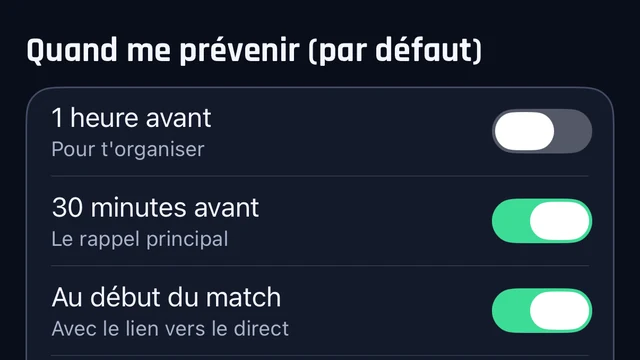 Quand me prévenir (par défaut)
1 heure avant
Pour t'organiser
30 minutes avant
Le rappel principal
Au début du match
Avec le lien vers le direct